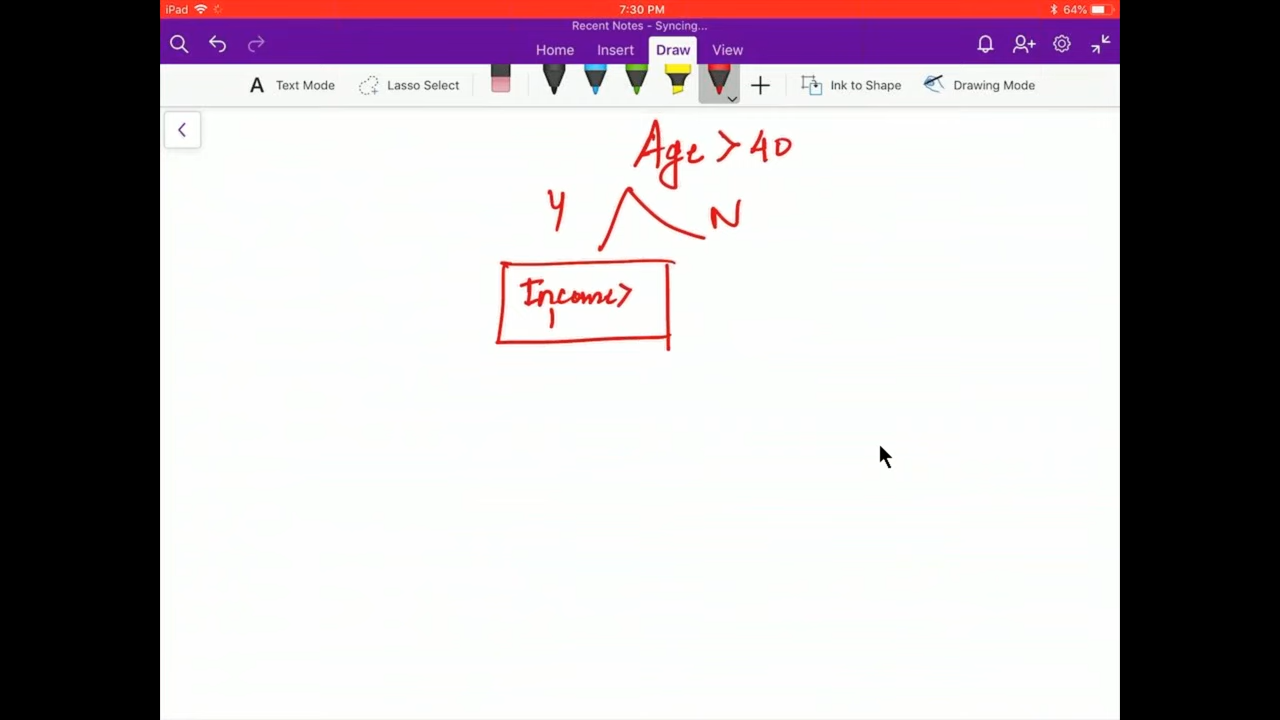 iPad 7:30 PM 64%
Recent Notes - Syncing...
Home Insert Draw View
A Text Mode Lasso Select Ink to Shape Drawing Mode
Age > 40
Y N
Income >
1